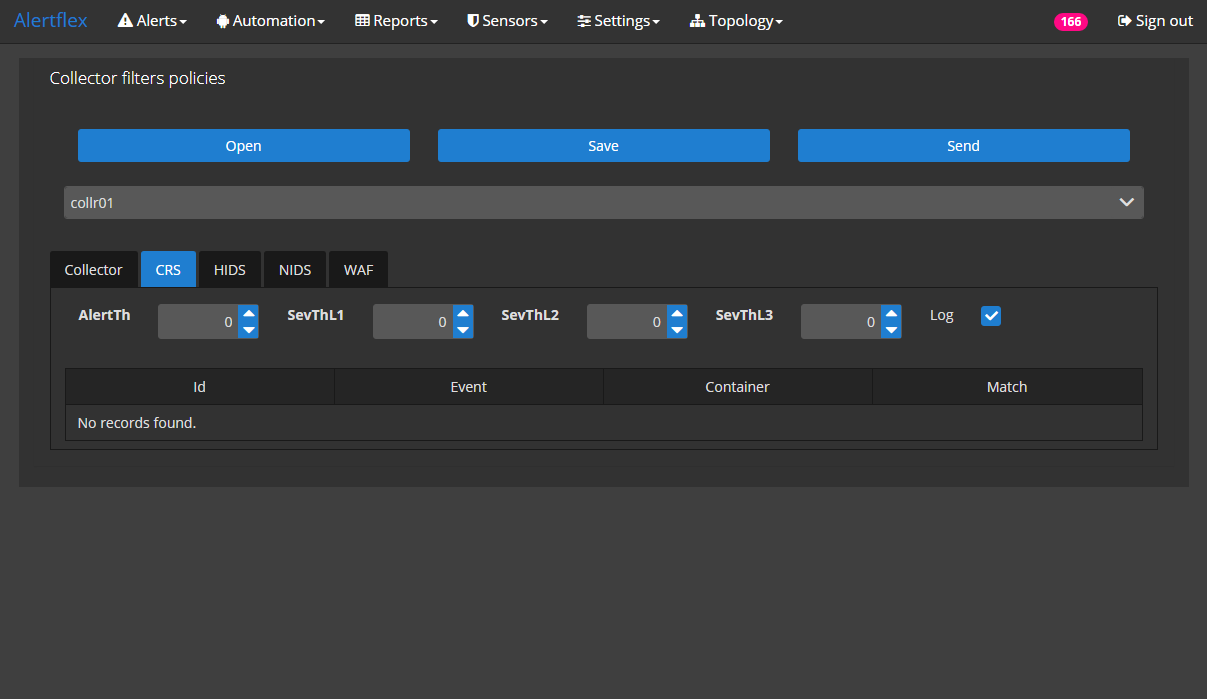 Alertflex Alerts Automation Reports Sensors Settings Topology 166 Sign out
Collector filters policies
Open Save Send
collr01
Collector CRS HIDS NIDS WAF
AlertTh 0 SevThL1 0 SevThL2 0 SevThL3 0 Log
Id Event Container Match
No records found.